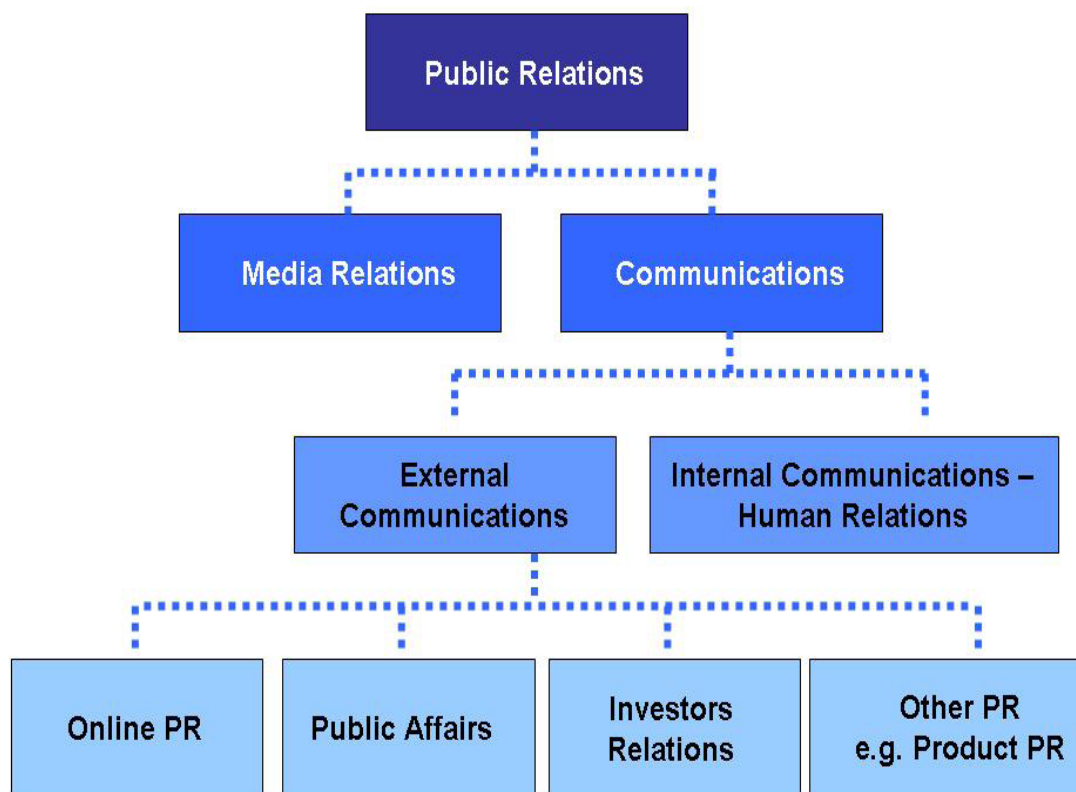 Public Relations
Media Relations
Communications
External
Communications
Internal Communications –
Human Relations
Online PR
Public Affairs
Investors
Relations
Other PR
e.g. Product PR